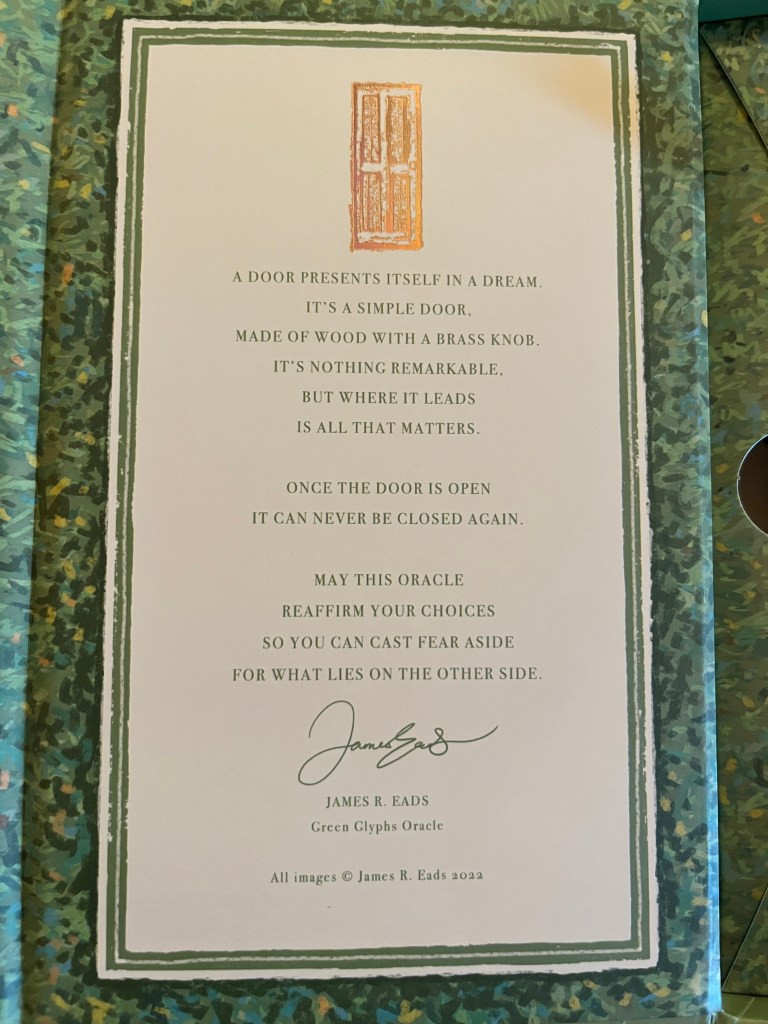 A DOOR PRESENTS ITSELF IN A DREAM.
IT'S A SIMPLE DOOR,
MADE OF WOOD WITH A BRASS KNOB.
IT'S NOTHING REMARKABLE,
BUT WHERE IT LEADS
IS ALL THAT MATTERS.
ONCE THE DOOR IS OPEN
IT CAN NEVER BE CLOSED AGAIN.
MAY THIS ORACLE
REAFFIRM YOUR CHOICES
SO YOU CAN CAST FEAR ASIDE
FOR WHAT LIES ON THE OTHER SIDE.
James Eads
JAMES R. EADS
Green Glyphs Oracle
All images © James R. Eads 2022